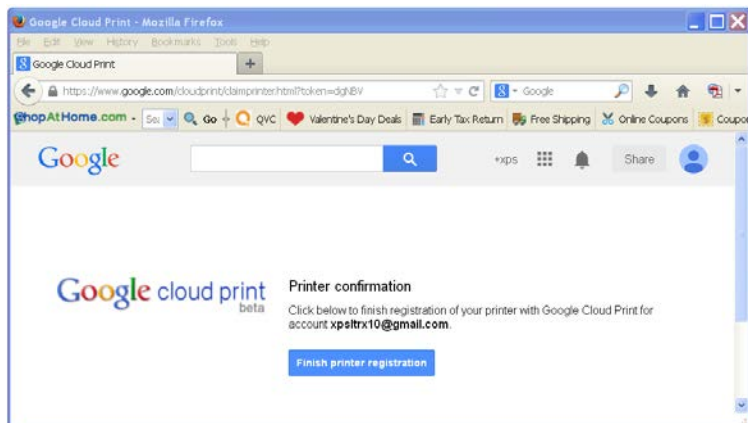 Google Cloud Print - Mozilla Firefox
File Edit View History Bookmarks Tools Help
Google Cloud Print
https://www.google.com/cloudprint/claimprinter.html?token=dgNBV
Google
ShopAtHome.com - Go QVC Valentine's Day Deals Early Tax Return Free Shipping Online Coupons Coupon
Google +xps Share
Google cloud print
beta
Printer confirmation
Click below to finish registration of your printer with Google Cloud Print for
account xpsltrx10@gmail.com.
Finish printer registration